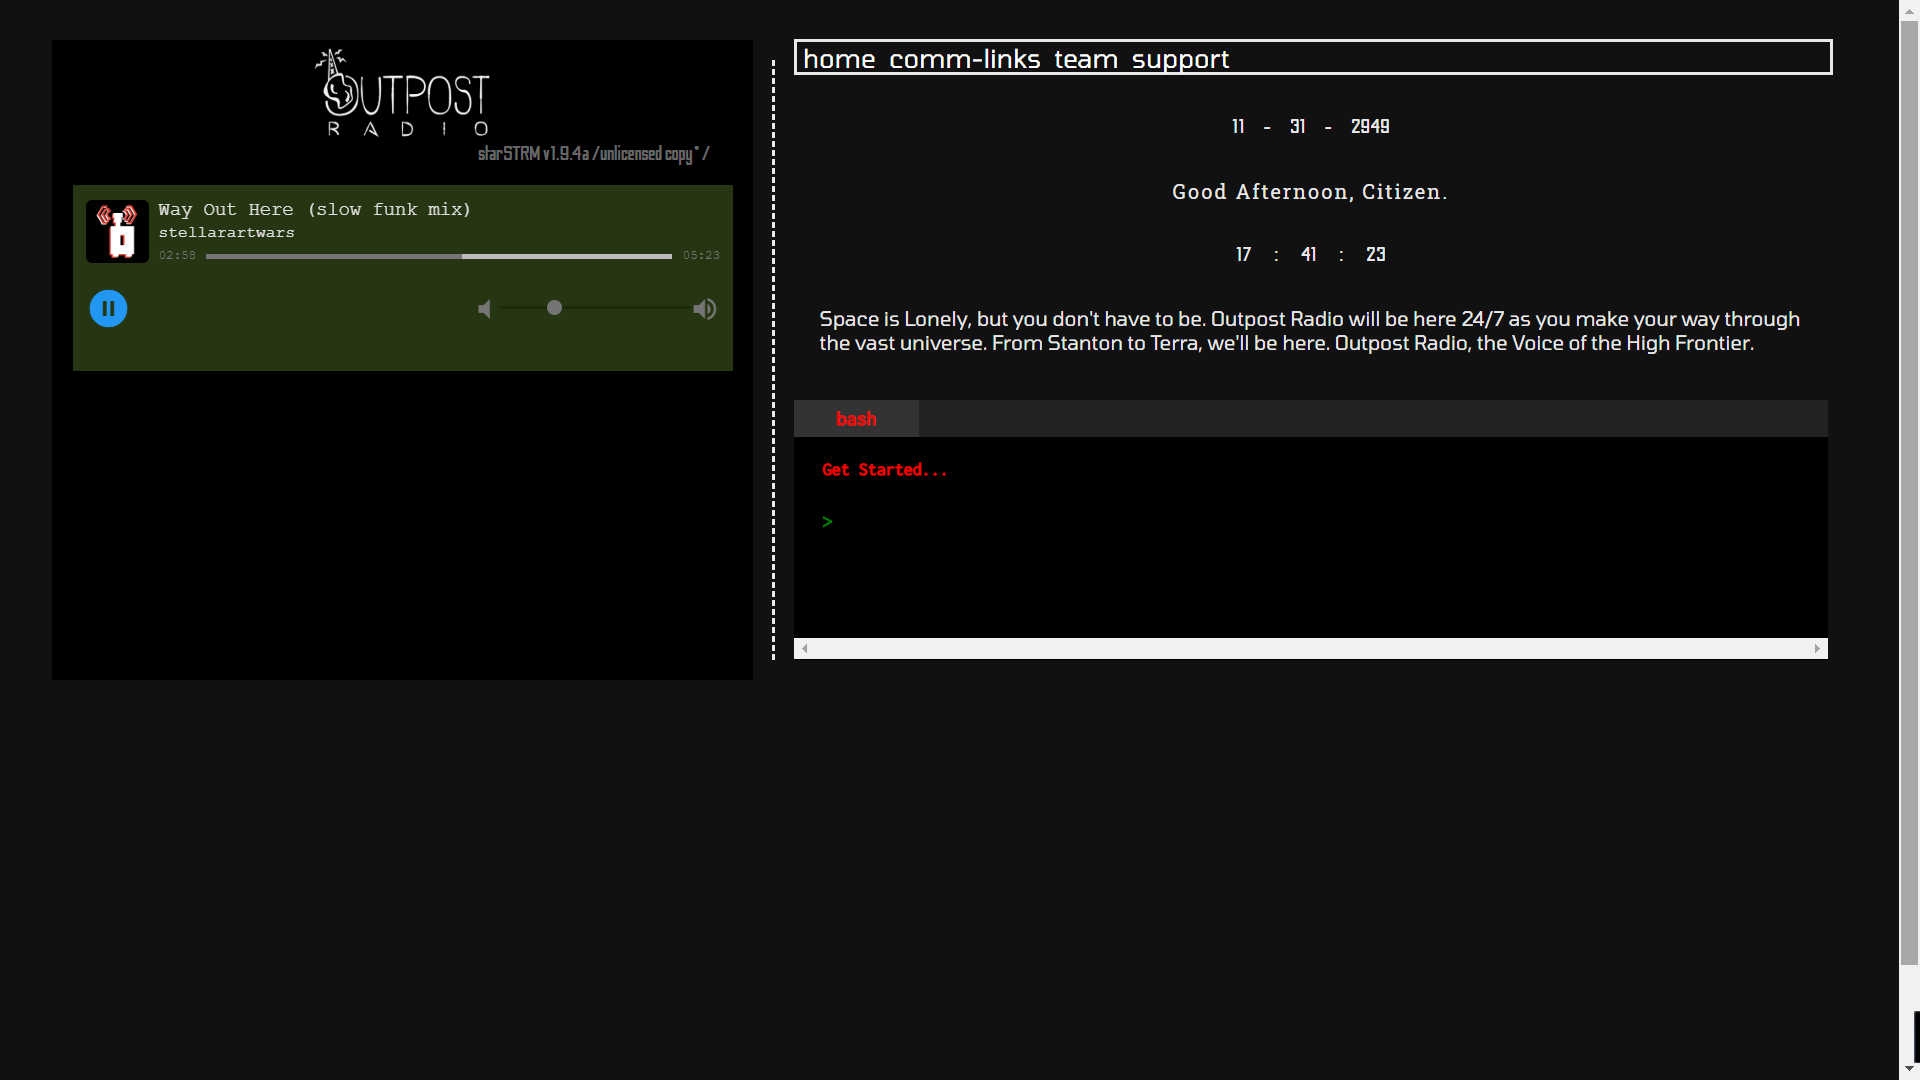 OUTPOST
RADIO
starSTRM v1.9.4a /unlicensed copy* /
Way Out Here (slow funk mix)
stellarartwars
02:58
05:23
home comm-links team support
11 - 31 - 2949
Good Afternoon, Citizen.
17 : 41 : 23
Space is Lonely, but you don't have to be. Outpost Radio will be here 24/7 as you make your way through
the vast universe. From Stanton to Terra, we'll be here. Outpost Radio, the Voice of the High Frontier.
bash
Get Started...
>